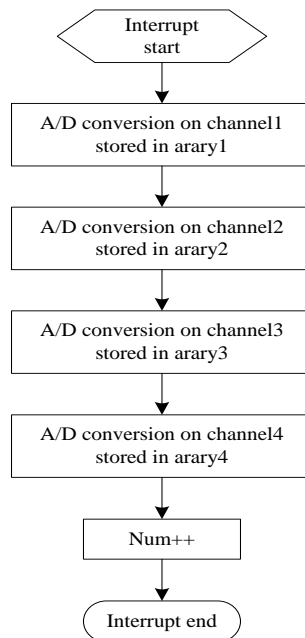 Interrupt
start
A/D conversion on channel1
stored in arary1
A/D conversion on channel2
stored in arary2
A/D conversion on channel3
stored in arary3
A/D conversion on channel4
stored in arary4
Num++
Interrupt end